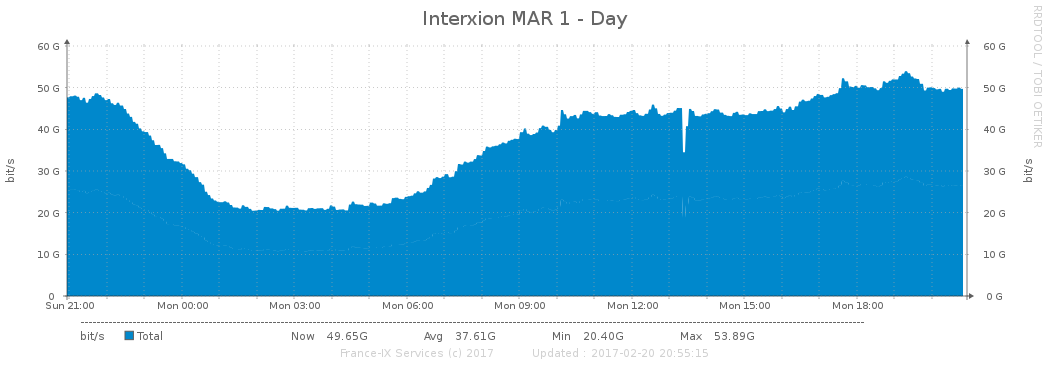 Interxion MAR 1 - Day
RRDTOOL / TOBI OETIKER
bit/s
60 G 60 G
50 G 50 G
40 G 40 G
30 G 30 G
20 G 20 G
10 G 10 G
0 0 G
bit/s
Sun 21:00 Mon 00:00 Mon 03:00 Mon 06:00 Mon 09:00 Mon 12:00 Mon 15:00 Mon 18:00
bit/s Total Now 49.65G Avg 37.61G Min 20.40G Max 53.89G
France-IX Services (c) 2017 Updated : 2017-02-20 20:55:15